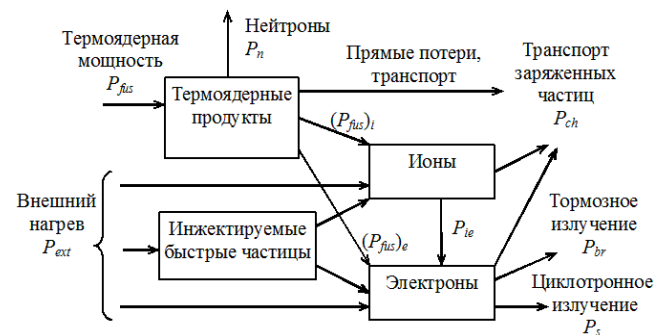 Нейтроны
P_n
Термоядерная
мощность
P_fus
Термоядерные
продукты
Прямые потери,
транспорт
Транспорт
заряженных
частиц
P_ch
(P_fus)_i
Ионы
Внешний
нагрев
P_ext
Инжектируемые
быстрые частицы
(P_fus)_e
P_ie
Электроны
Тормозное
излучение
P_br
Циклотронное
излучение
P_s